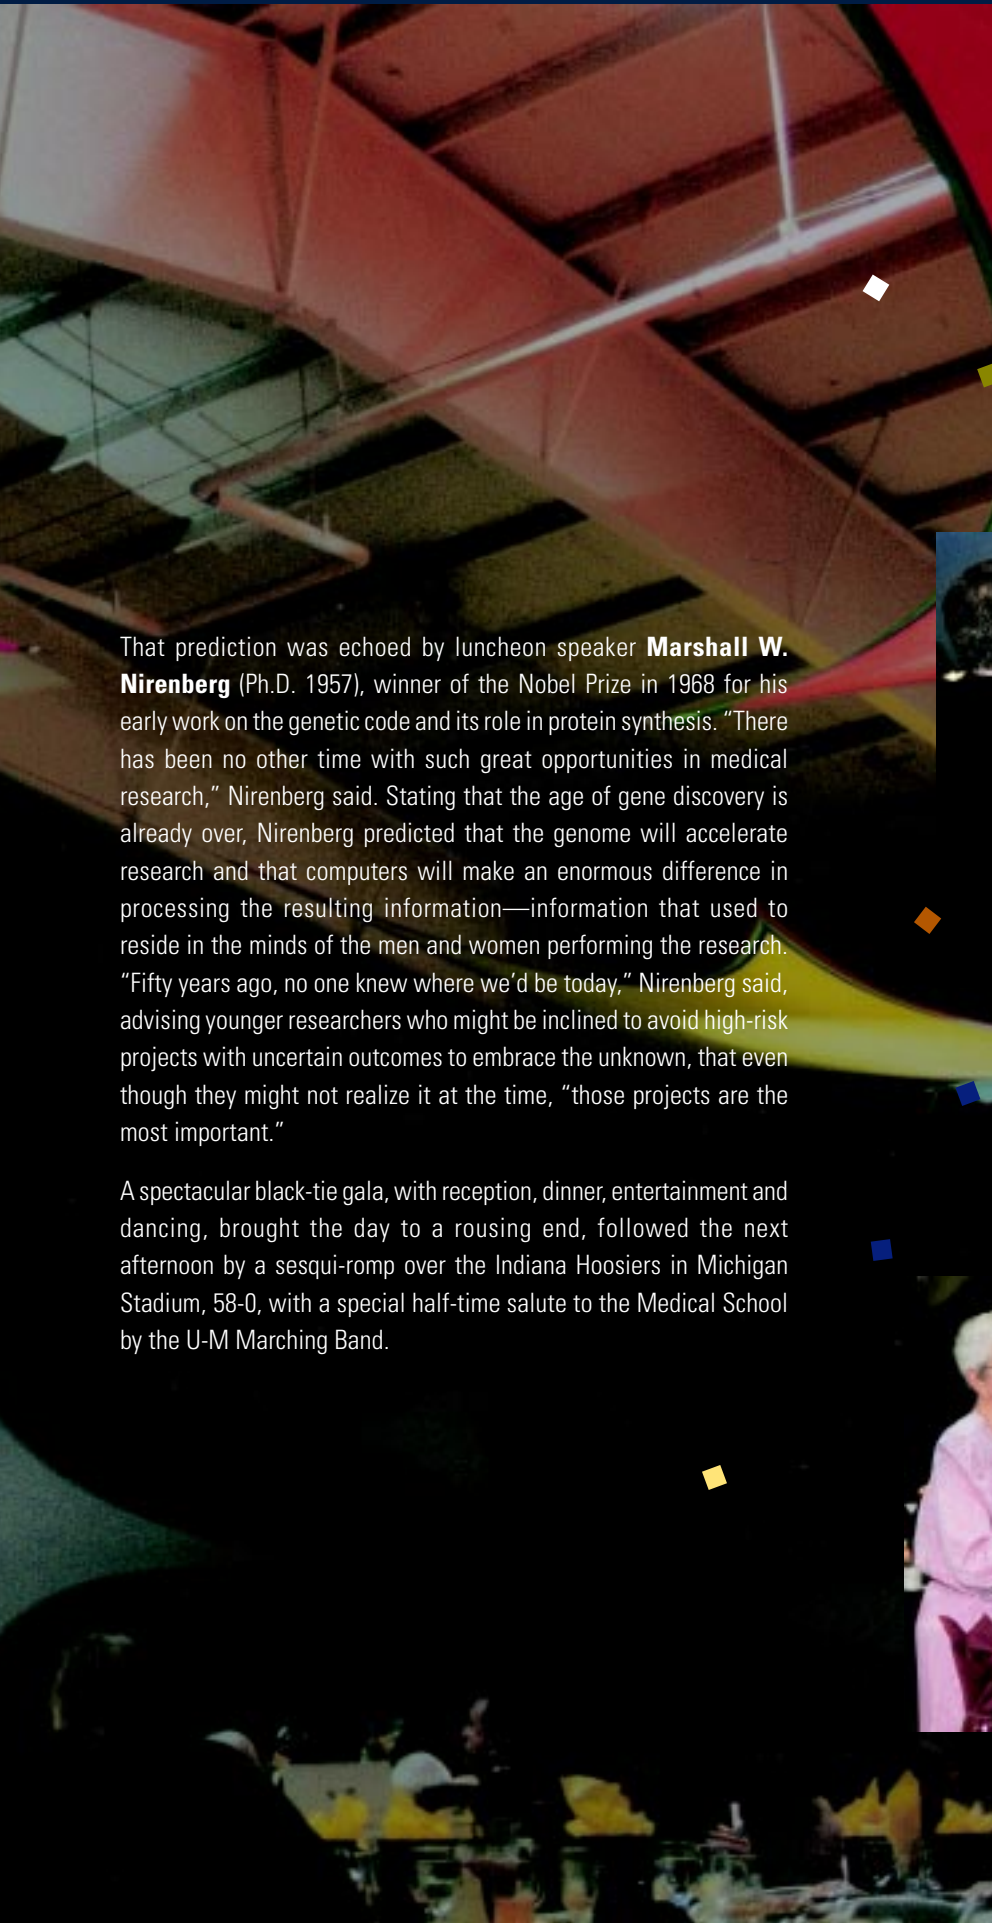 That prediction was echoed by luncheon speaker Marshall W.
Nirenberg (Ph.D. 1957), winner of the Nobel Prize in 1968 for his
early work on the genetic code and its role in protein synthesis. “There
has been no other time with such great opportunities in medical
research,” Nirenberg said. Stating that the age of gene discovery is
already over, Nirenberg predicted that the genome will accelerate
research and that computers will make an enormous difference in
processing the resulting information—information that used to
reside in the minds of the men and women performing the research.
“Fifty years ago, no one knew where we’d be today,” Nirenberg said,
advising younger researchers who might be inclined to avoid high-risk
projects with uncertain outcomes to embrace the unknown, that even
though they might not realize it at the time, “those projects are the
most important.”
A spectacular black-tie gala, with reception, dinner, entertainment and
dancing, brought the day to a rousing end, followed the next
afternoon by a sesqui-romp over the Indiana Hoosiers in Michigan
Stadium, 58-0, with a special half-time salute to the Medical School
by the U-M Marching Band.